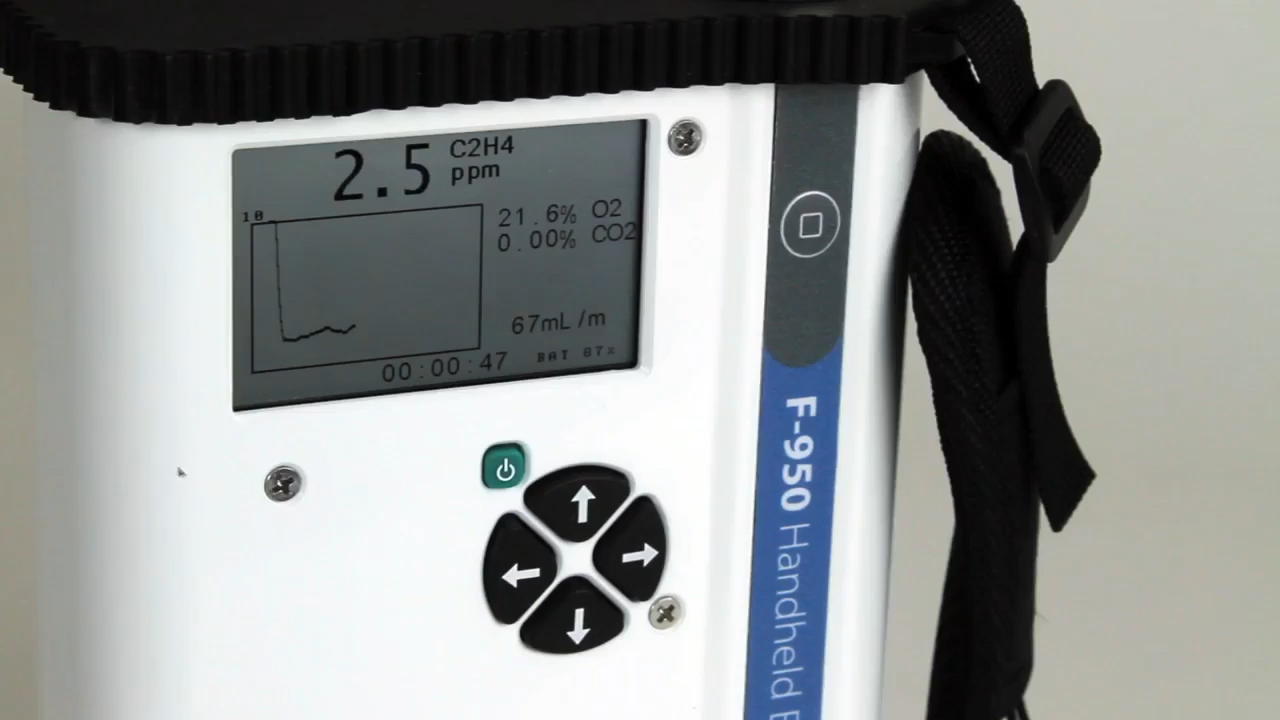 2.5 C2H4
ppm
10
21.6% O2
0.00% CO2
67mL/m
00:00:47 BAT 87%
F-950 Handheld